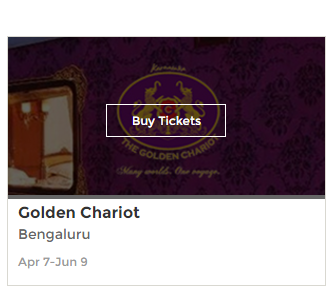 Karnataka
Buy Tickets
THE GOLDEN CHARIOT
Many worlds. One voyage.
Golden Chariot
Bengaluru
Apr 7-Jun 9